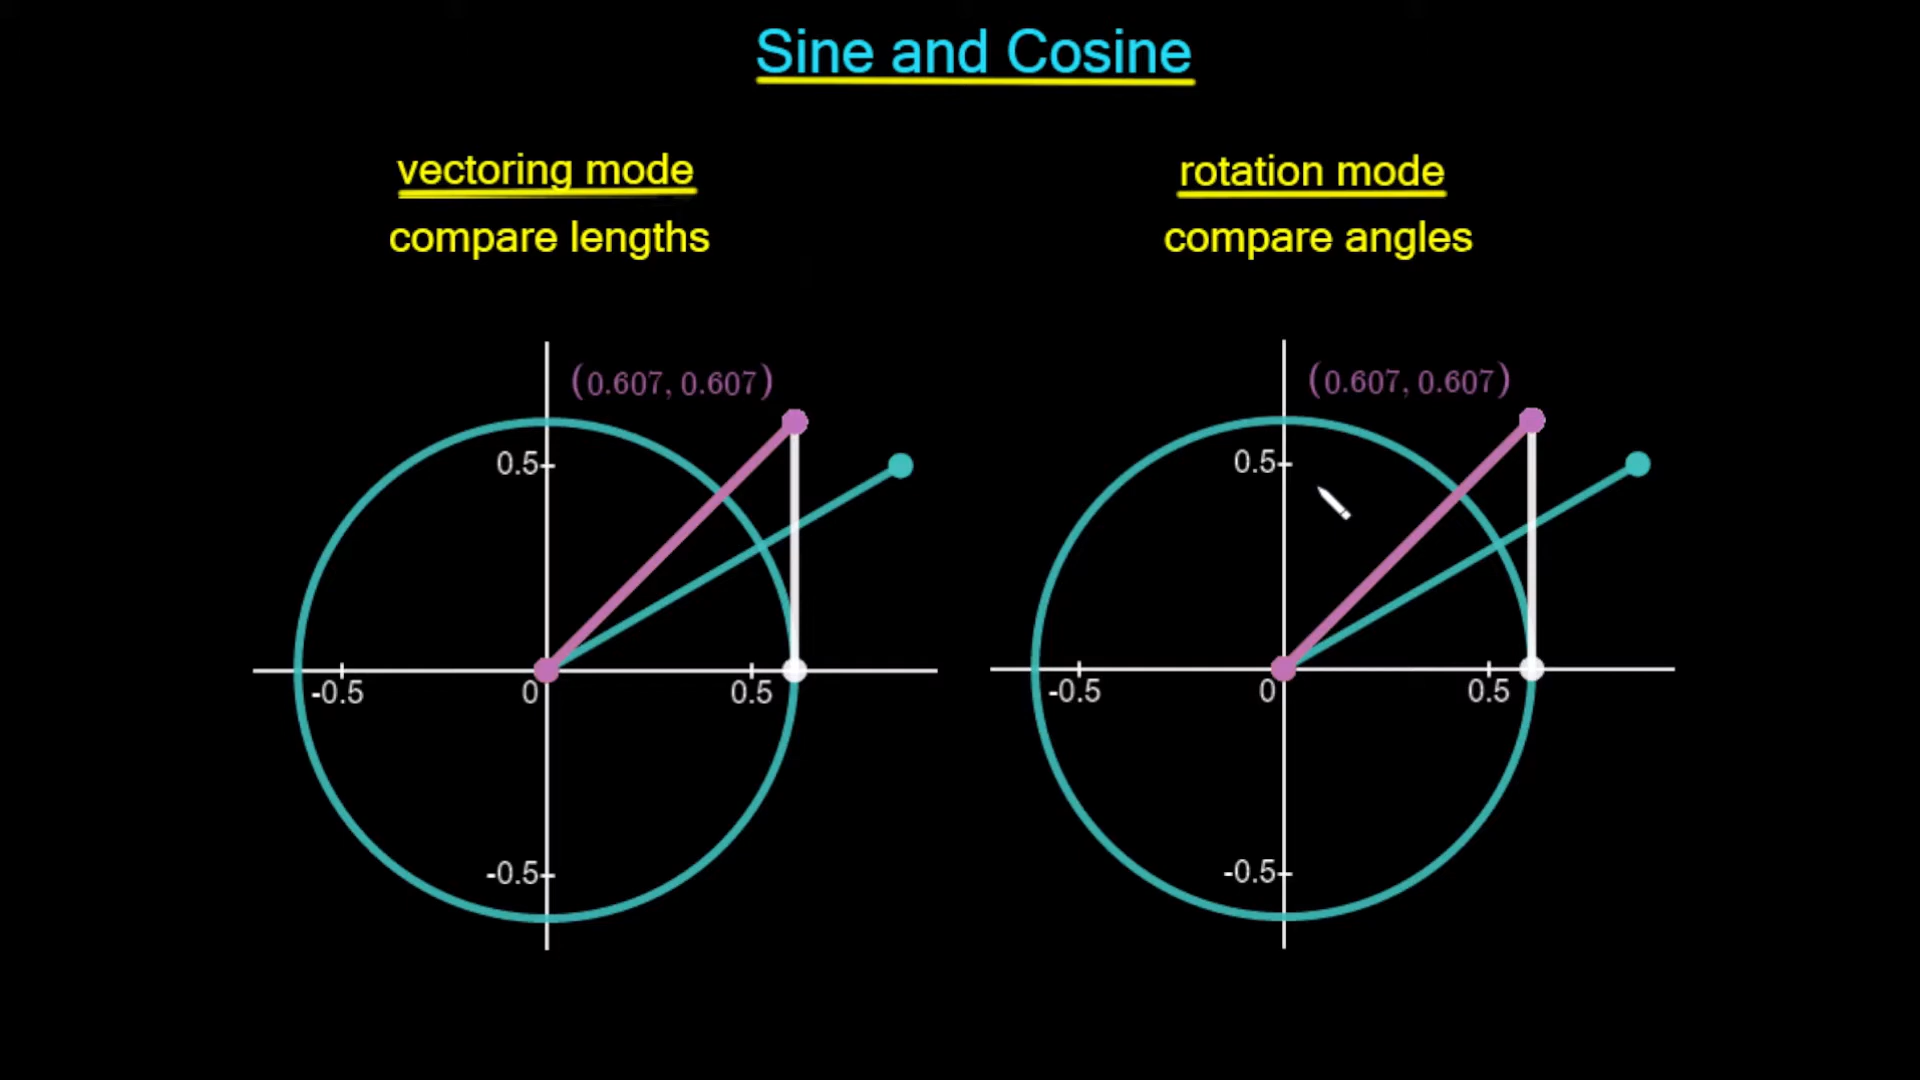 Sine and Cosine
vectoring mode
compare lengths
(0.607, 0.607)
0.5
-0.5
0
0.5
-0.5
rotation mode
compare angles
(0.607, 0.607)
0.5
-0.5
0
0.5
-0.5